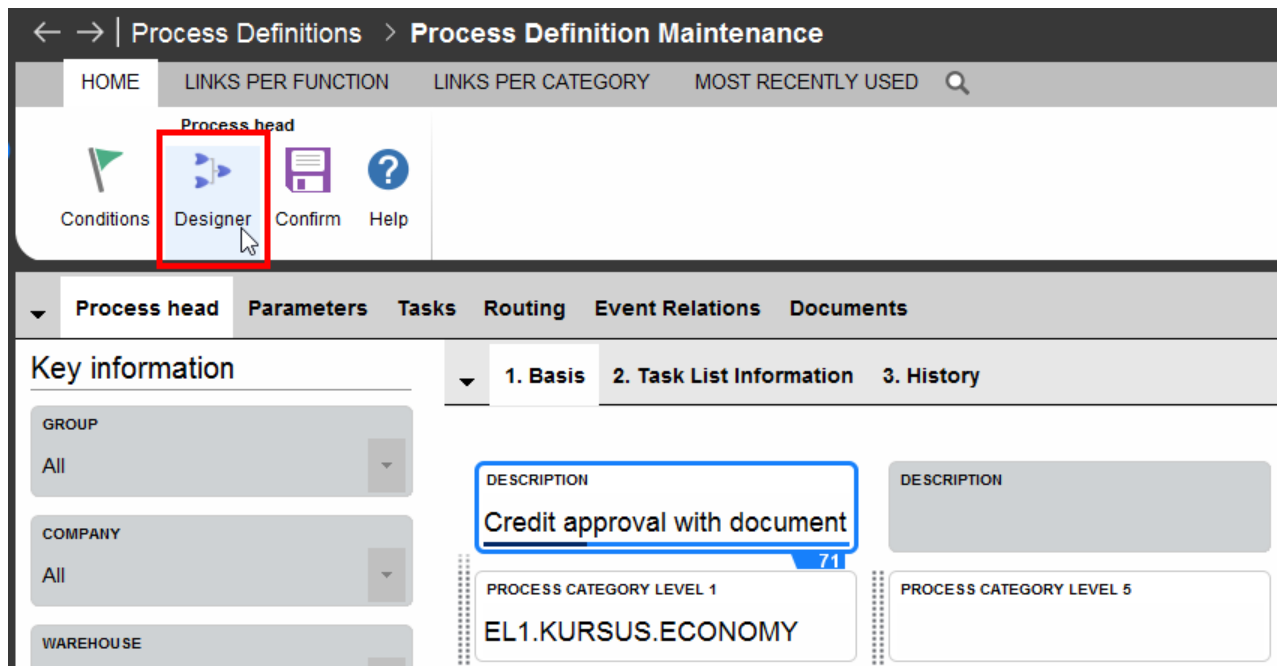 ← → | Process Definitions > Process Definition Maintenance
HOME LINKS PER FUNCTION LINKS PER CATEGORY MOST RECENTLY USED
Process head
Conditions Designer Confirm Help
Process head Parameters Tasks Routing Event Relations Documents
Key information
1. Basis 2. Task List Information 3. History
GROUP
All
COMPANY
All
WAREHOUSE
DESCRIPTION
Credit approval with document
71
DESCRIPTION
PROCESS CATEGORY LEVEL 1
EL1.KURSUS.ECONOMY
PROCESS CATEGORY LEVEL 5